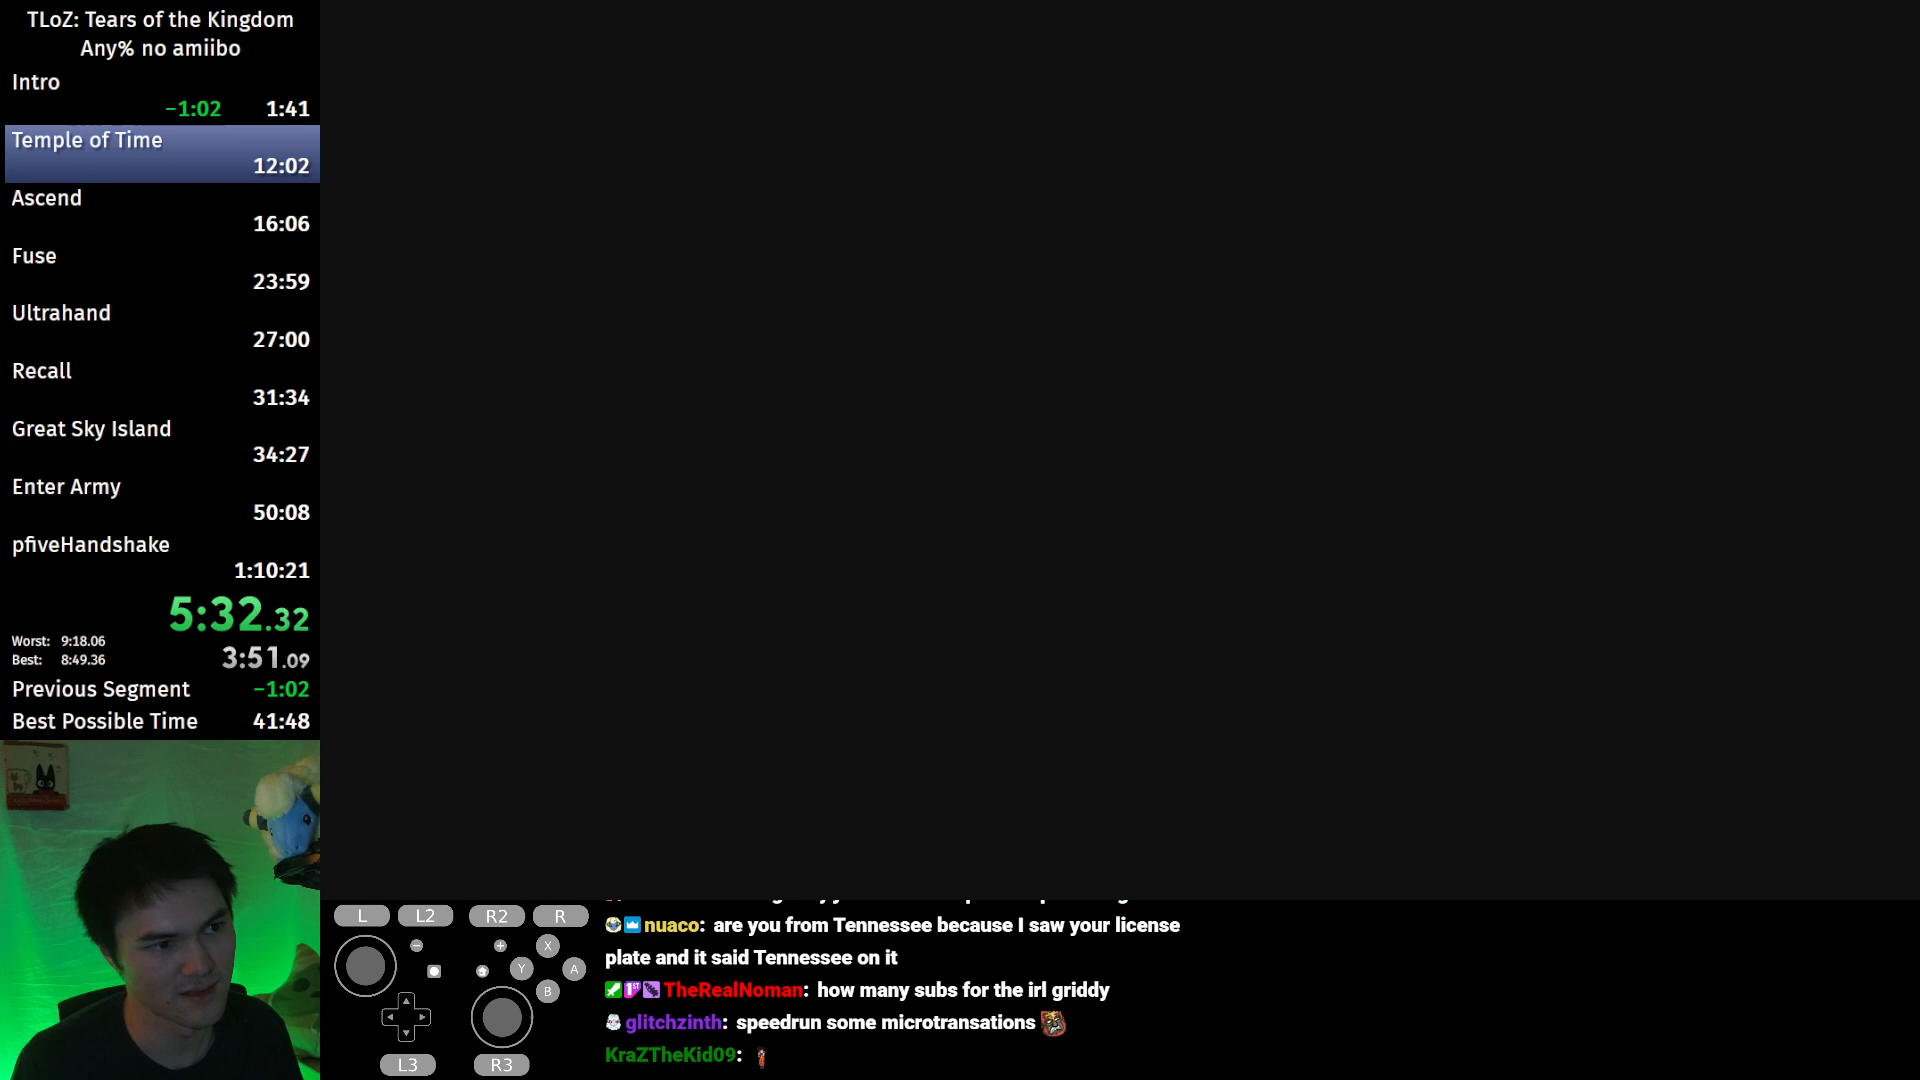 TLoZ: Tears of the Kingdom
Any% no amiibo
Intro
−1:02 1:41
Temple of Time
12:02
Ascend
16:06
Fuse
23:59
Ultrahand
27:00
Recall
31:34
Great Sky Island
34:27
Enter Army
50:08
pfiveHandshake
1:10:21
5:32.32
Worst: 9:18.06
Best: 8:49.36
3:51.09
Previous Segment −1:02
Best Possible Time 41:48
L L2 R2 R
X
Y A
B
L3 R3
nuaco: are you from Tennessee because I saw your license
plate and it said Tennessee on it
1ST TheRealNoman: how many subs for the irl griddy
glitchzinth: speedrun some microtransations
KraZTheKid09: